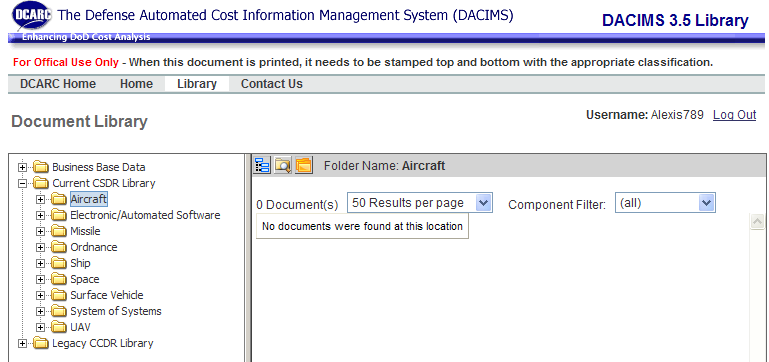 DCARC The Defense Automated Cost Information Management System (DACIMS)
DACIMS 3.5 Library
Enhancing DoD Cost Analysis
For Offical Use Only - When this document is printed, it needs to be stamped top and bottom with the appropriate classification.
DCARC Home Home Library Contact Us
Username: Alexis789 Log Out
Document Library
Business Base Data
Current CSDR Library
Aircraft
Electronic/Automated Software
Missile
Ordnance
Ship
Space
Surface Vehicle
System of Systems
UAV
Legacy CCDR Library
Folder Name: Aircraft
0 Document(s) 50 Results per page Component Filter: (all)
No documents were found at this location